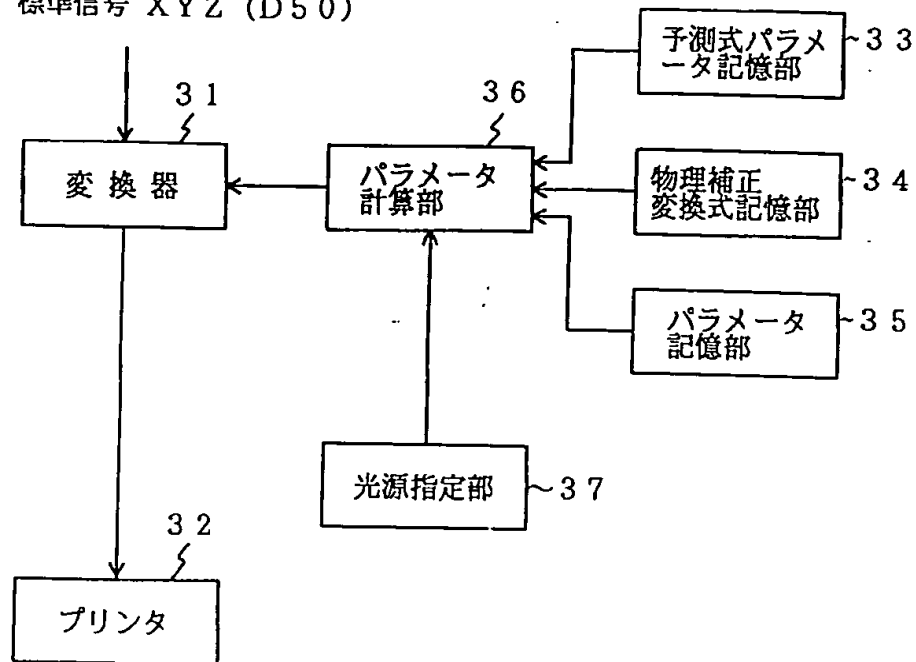 標準信号 XYZ (D50)
31
変換器
36
パラメータ
計算部
予測式パラメ
ータ記憶部
33
物理補正
変換式記憶部
34
パラメータ
記憶部
35
光源指定部
37
32
プリンタ